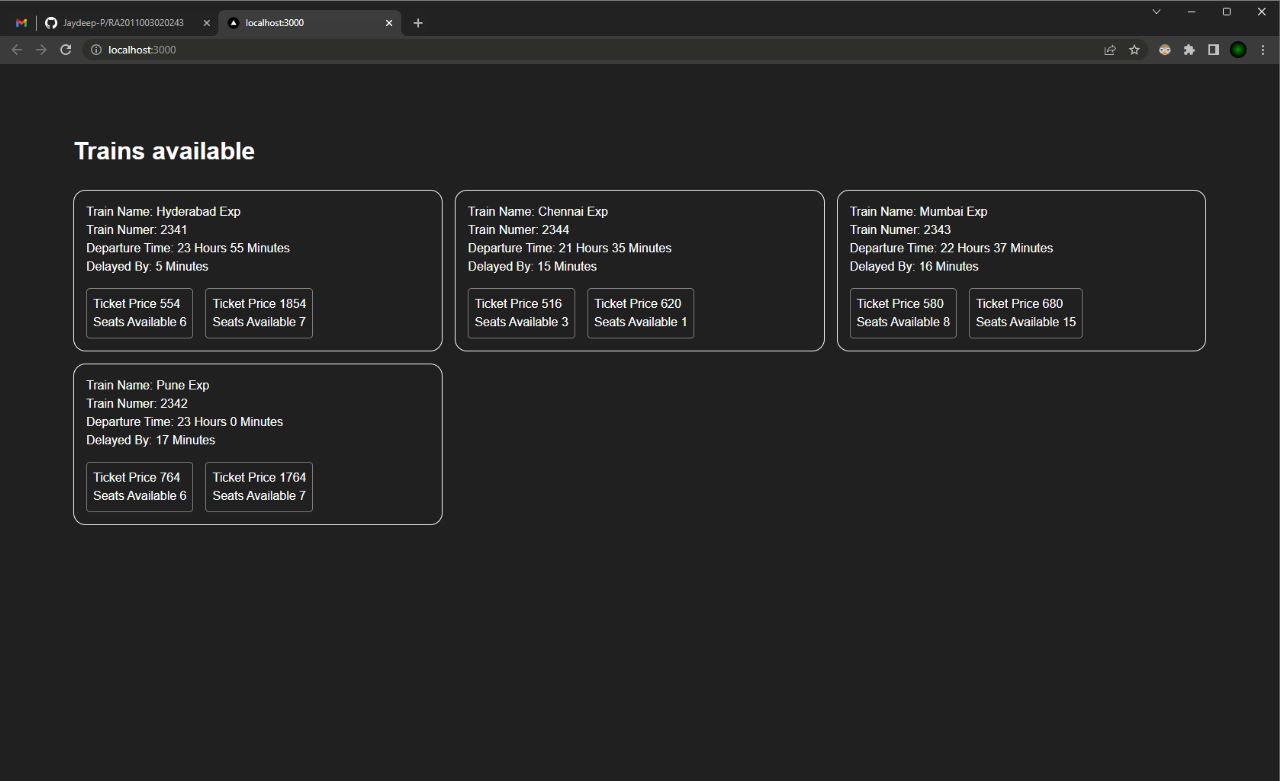 Jaydeep-P/RA2011003020243
localhost:3000
localhost:3000
Trains available
Train Name: Hyderabad Exp
Train Numer: 2341
Departure Time: 23 Hours 55 Minutes
Delayed By: 5 Minutes
Ticket Price 554
Seats Available 6
Ticket Price 1854
Seats Available 7
Train Name: Chennai Exp
Train Numer: 2344
Departure Time: 21 Hours 35 Minutes
Delayed By: 15 Minutes
Ticket Price 516
Seats Available 3
Ticket Price 620
Seats Available 1
Train Name: Mumbai Exp
Train Numer: 2343
Departure Time: 22 Hours 37 Minutes
Delayed By: 16 Minutes
Ticket Price 580
Seats Available 8
Ticket Price 680
Seats Available 15
Train Name: Pune Exp
Train Numer: 2342
Departure Time: 23 Hours 0 Minutes
Delayed By: 17 Minutes
Ticket Price 764
Seats Available 6
Ticket Price 1764
Seats Available 7